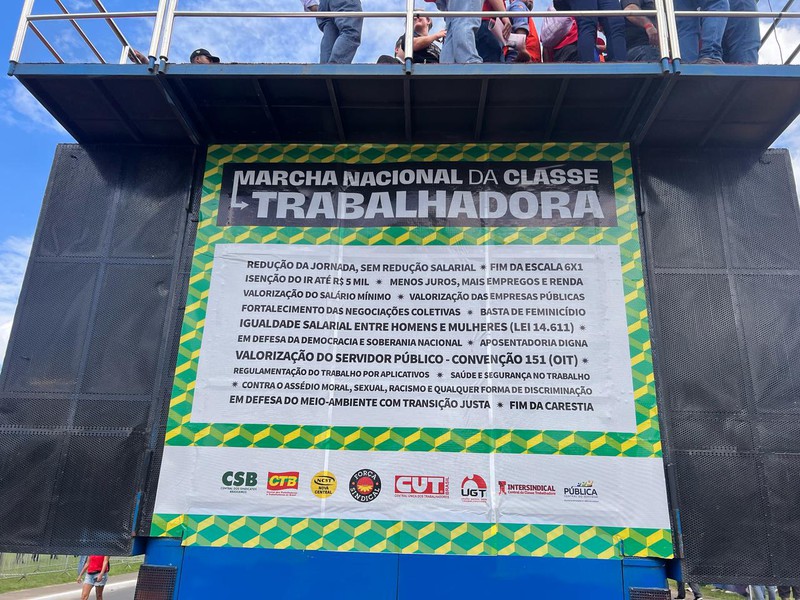 MARCHA NACIONAL DA CLASSE
TRABALHADORA
REDUÇÃO DA JORNADA, SEM REDUÇÃO SALARIAL * FIM DA ESCALA 6X1
ISENÇÃO DO IR ATÉ R$ 5 MIL * MENOS JUROS, MAIS EMPREGOS E RENDA
VALORIZAÇÃO DO SALÁRIO MÍNIMO * VALORIZAÇÃO DAS EMPRESAS PÚBLICAS
FORTALECIMENTO DAS NEGOCIAÇÕES COLETIVAS * BASTA DE FEMINICÍDIO
IGUALDADE SALARIAL ENTRE HOMENS E MULHERES (LEI 14.611) *
EM DEFESA DA DEMOCRACIA E SOBERANIA NACIONAL * APOSENTADORIA DIGNA
VALORIZAÇÃO DO SERVIDOR PÚBLICO - CONVENÇÃO 151 (OIT) *
REGULAMENTAÇÃO DO TRABALHO POR APLICATIVOS * SAÚDE E SEGURANÇA NO TRABALHO
* CONTRA O ASSÉDIO MORAL, SEXUAL, RACISMO E QUALQUER FORMA DE DISCRIMINAÇÃO
EM DEFESA DO MEIO-AMBIENTE COM TRANSIÇÃO JUSTA * FIM DA CARESTIA
CSB CTB NCST NOVA CENTRAL FORÇA SINDICAL CUT BRASIL UGT INTERSINDICAL PÚBLICA